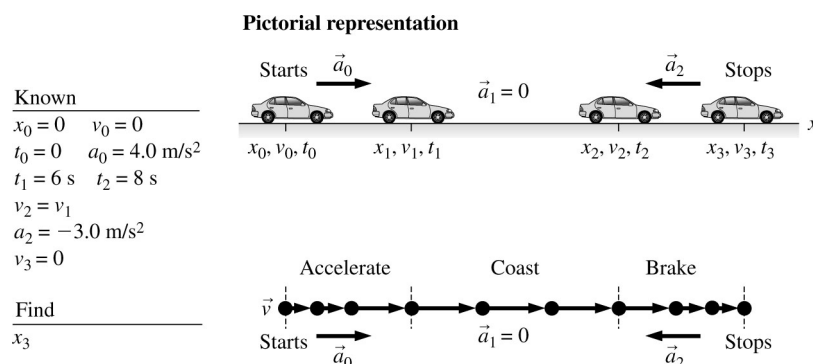 Pictorial representation
Starts a⃗₀ a⃗₁ = 0 a⃗₂ Stops
x
x₀, v₀, t₀ x₁, v₁, t₁ x₂, v₂, t₂ x₃, v₃, t₃
Known
x₀ = 0 v₀ = 0
t₀ = 0 a₀ = 4.0 m/s²
t₁ = 6 s t₂ = 8 s
v₂ = v₁
a₂ = −3.0 m/s²
v₃ = 0
Find
x₃
Accelerate Coast Brake
v⃗
Starts a⃗₀ a⃗₁ = 0 a⃗₂ Stops